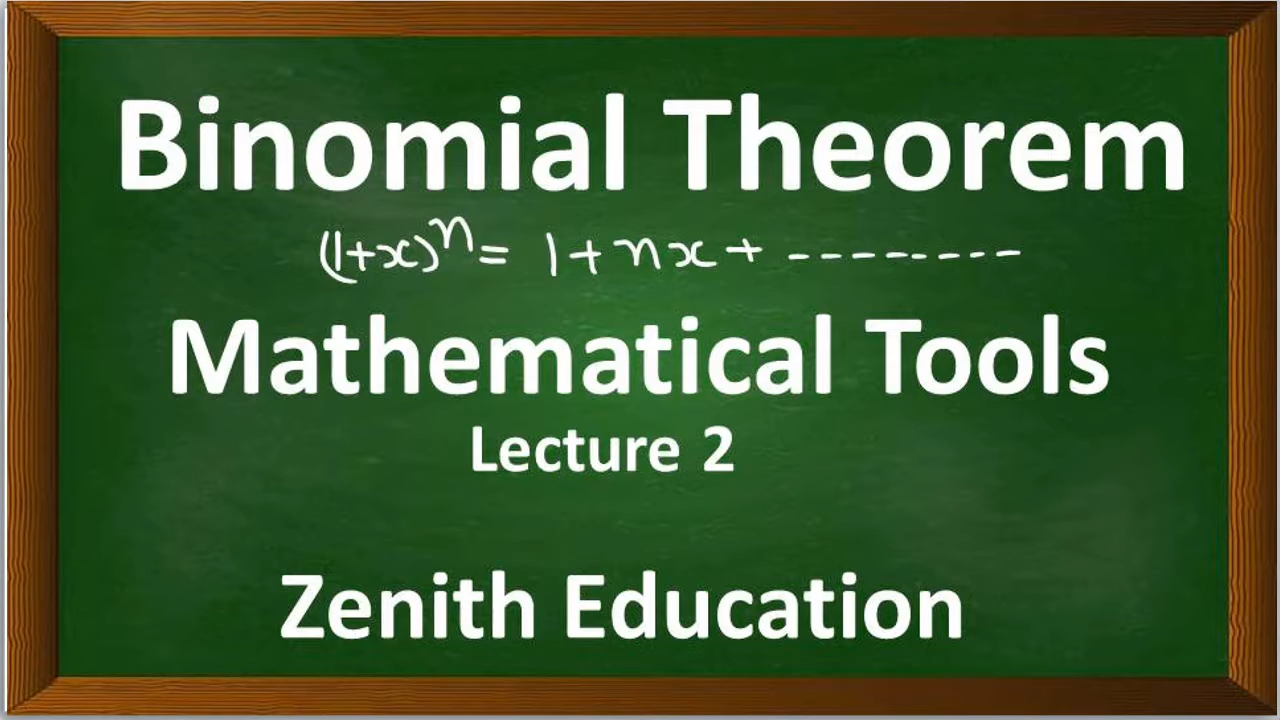 Binomial Theorem
(1+x)^n = 1 + nx + --------
Mathematical Tools
Lecture 2
Zenith Education